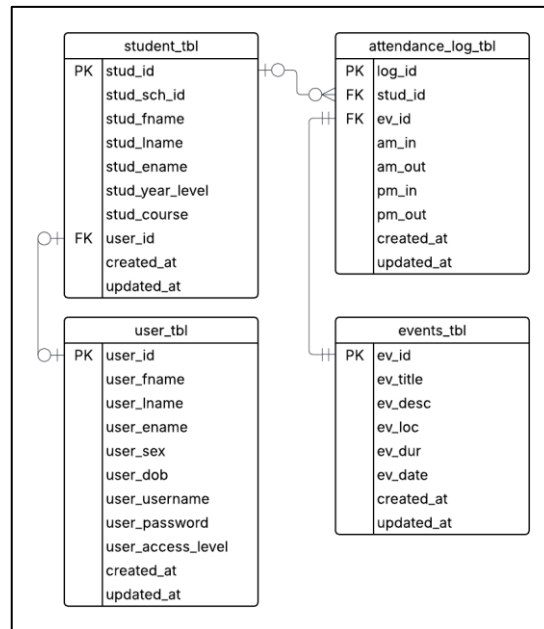 student_tbl
PK stud_id
stud_sch_id
stud_fname
stud_lname
stud_ename
stud_year_level
stud_course
FK user_id
created_at
updated_at
user_tbl
PK user_id
user_fname
user_lname
user_ename
user_sex
user_dob
user_username
user_password
user_access_level
created_at
updated_at
attendance_log_tbl
PK log_id
FK stud_id
FK ev_id
am_in
am_out
pm_in
pm_out
created_at
updated_at
events_tbl
PK ev_id
ev_title
ev_desc
ev_loc
ev_dur
ev_date
created_at
updated_at